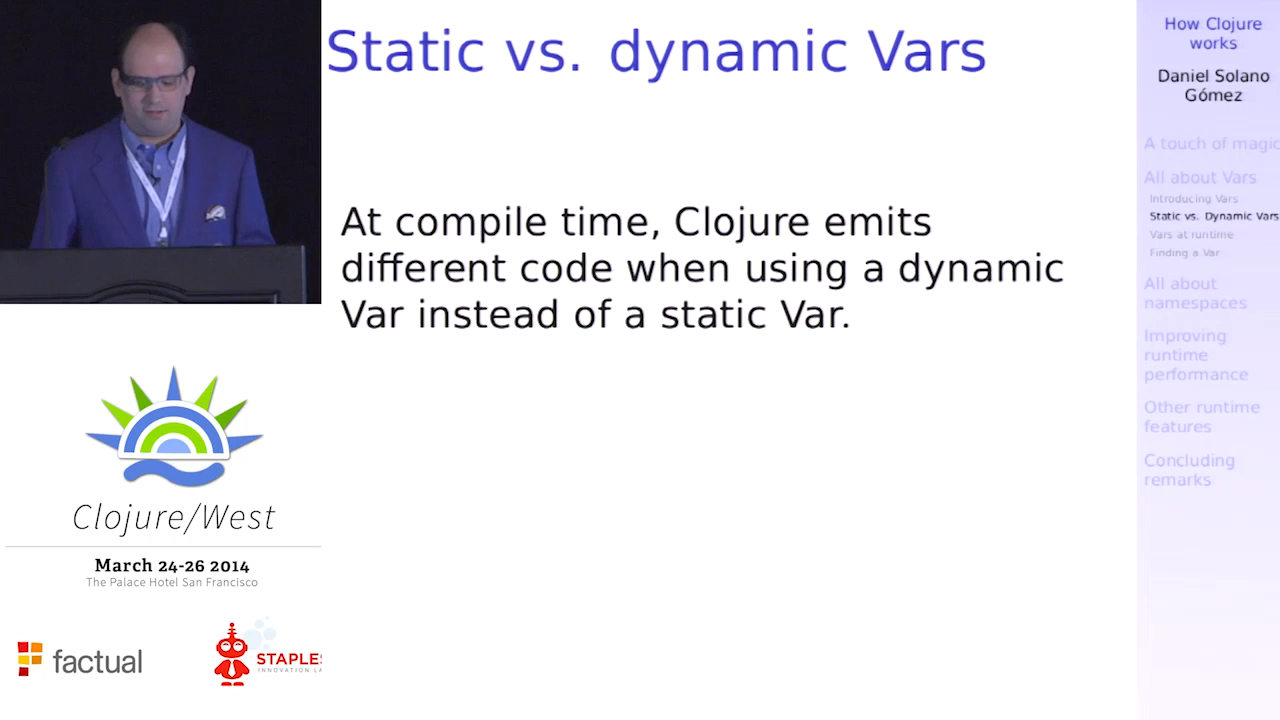 Static vs. dynamic Vars
At compile time, Clojure emits
different code when using a dynamic
Var instead of a static Var.
How Clojure
works
Daniel Solano
Gómez
A touch of magic
All about Vars
Introducing Vars
Static vs. Dynamic Vars
Vars at runtime
Finding a Var
All about
namespaces
Improving
runtime
performance
Other runtime
features
Concluding
remarks
Clojure/West
March 24-26 2014
The Palace Hotel San Francisco
factual
STAPLES
INNOVATION LA